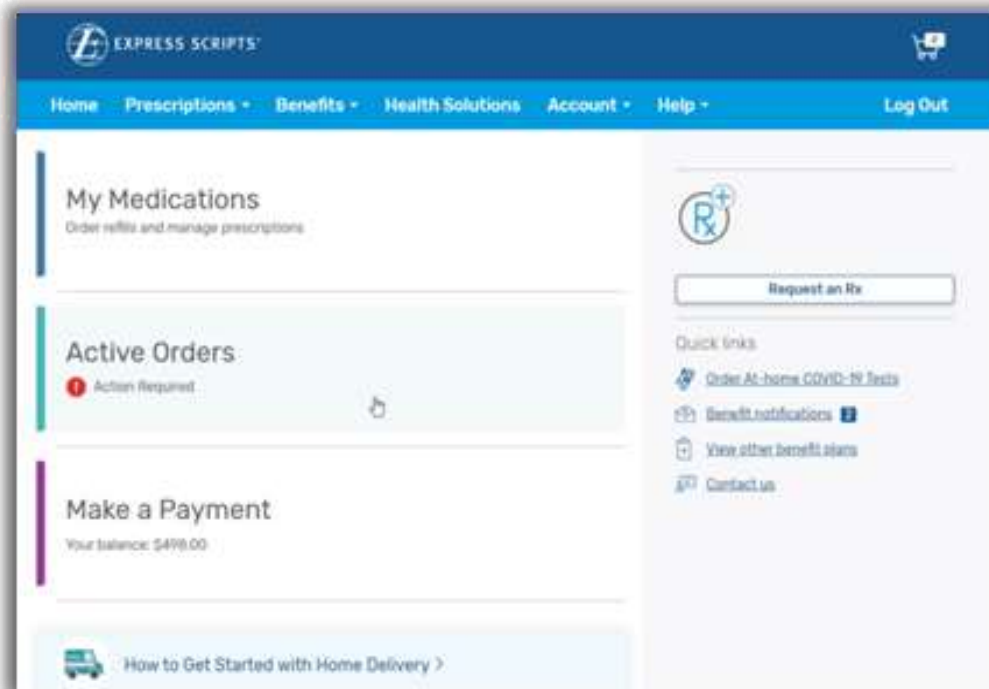 EXPRESS SCRIPTS
Home Prescriptions Benefits Health Solutions Account Help Log Out
My Medications
Order refills and manage prescriptions
Active Orders
Action Required
Make a Payment
Your balance: $498.00
How to Get Started with Home Delivery >
Rx
Request an Rx
Quick links
Order At-home COVID-19 Tests
Benefit notifications
View other benefit plans
Contact us